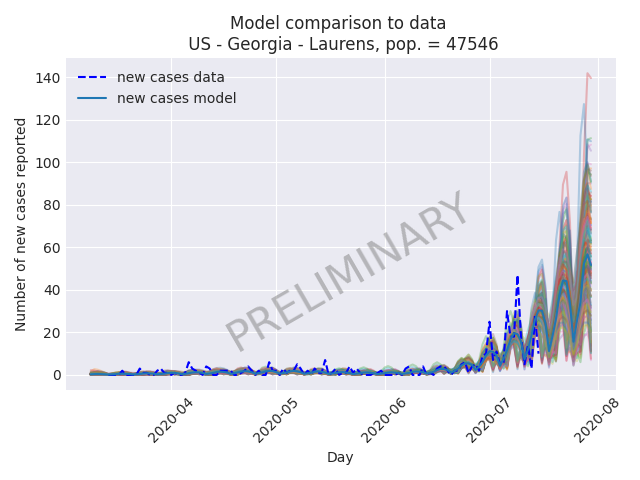 Model comparison to data
US - Georgia - Laurens, pop. = 47546
new cases data
new cases model
PRELIMINARY
Number of new cases reported
140
120
100
80
60
40
20
0
2020-04
2020-05
2020-06
2020-07
2020-08
Day